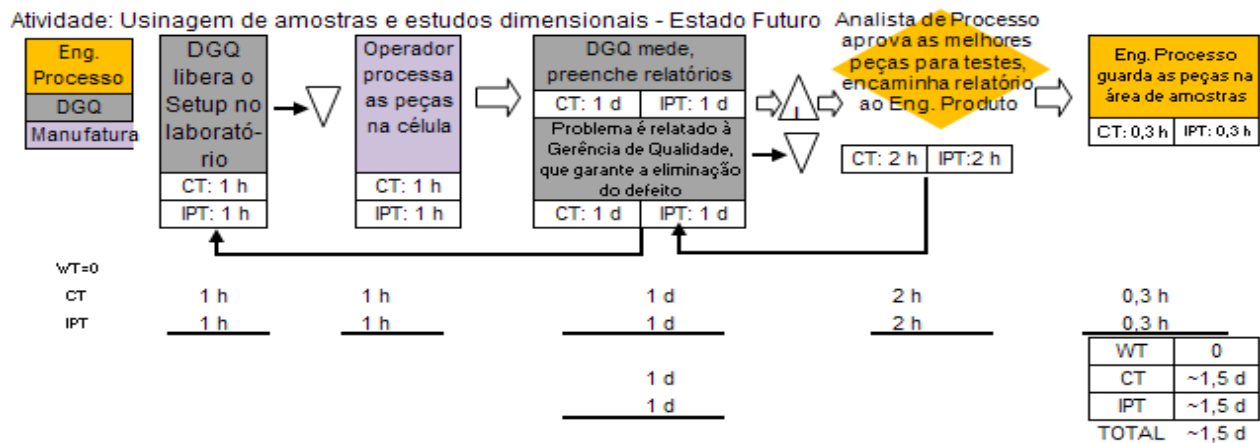 Atividade: Usinagem de amostras e estudos dimensionais - Estado Futuro
Eng.
Processo
DGQ
Manufatura
DGQ
libera o
Setup no
laborató-
rio
CT: 1 h
IPT: 1 h
Operador
processa
as peças
na célula
CT: 1 h
IPT: 1 h
DGQ mede,
preenche relatórios
CT: 1 d IPT: 1 d
Problema é relatado à
Gerência de Qualidade,
que garante a eliminação
do defeito
CT: 1 d IPT: 1 d
I
Analista de Processo
aprova as melhores
peças para testes,
encaminha relatório
ao Eng. Produto
CT: 2 h IPT:2 h
Eng. Processo
guarda as peças na
área de amostras
CT: 0,3 h IPT: 0,3 h
WT=0
CT 1 h 1 h 1 d 2 h 0,3 h
IPT 1 h 1 h 1 d 2 h 0,3 h
1 d
1 d
WT 0
CT ~1,5 d
IPT ~1,5 d
TOTAL ~1,5 d